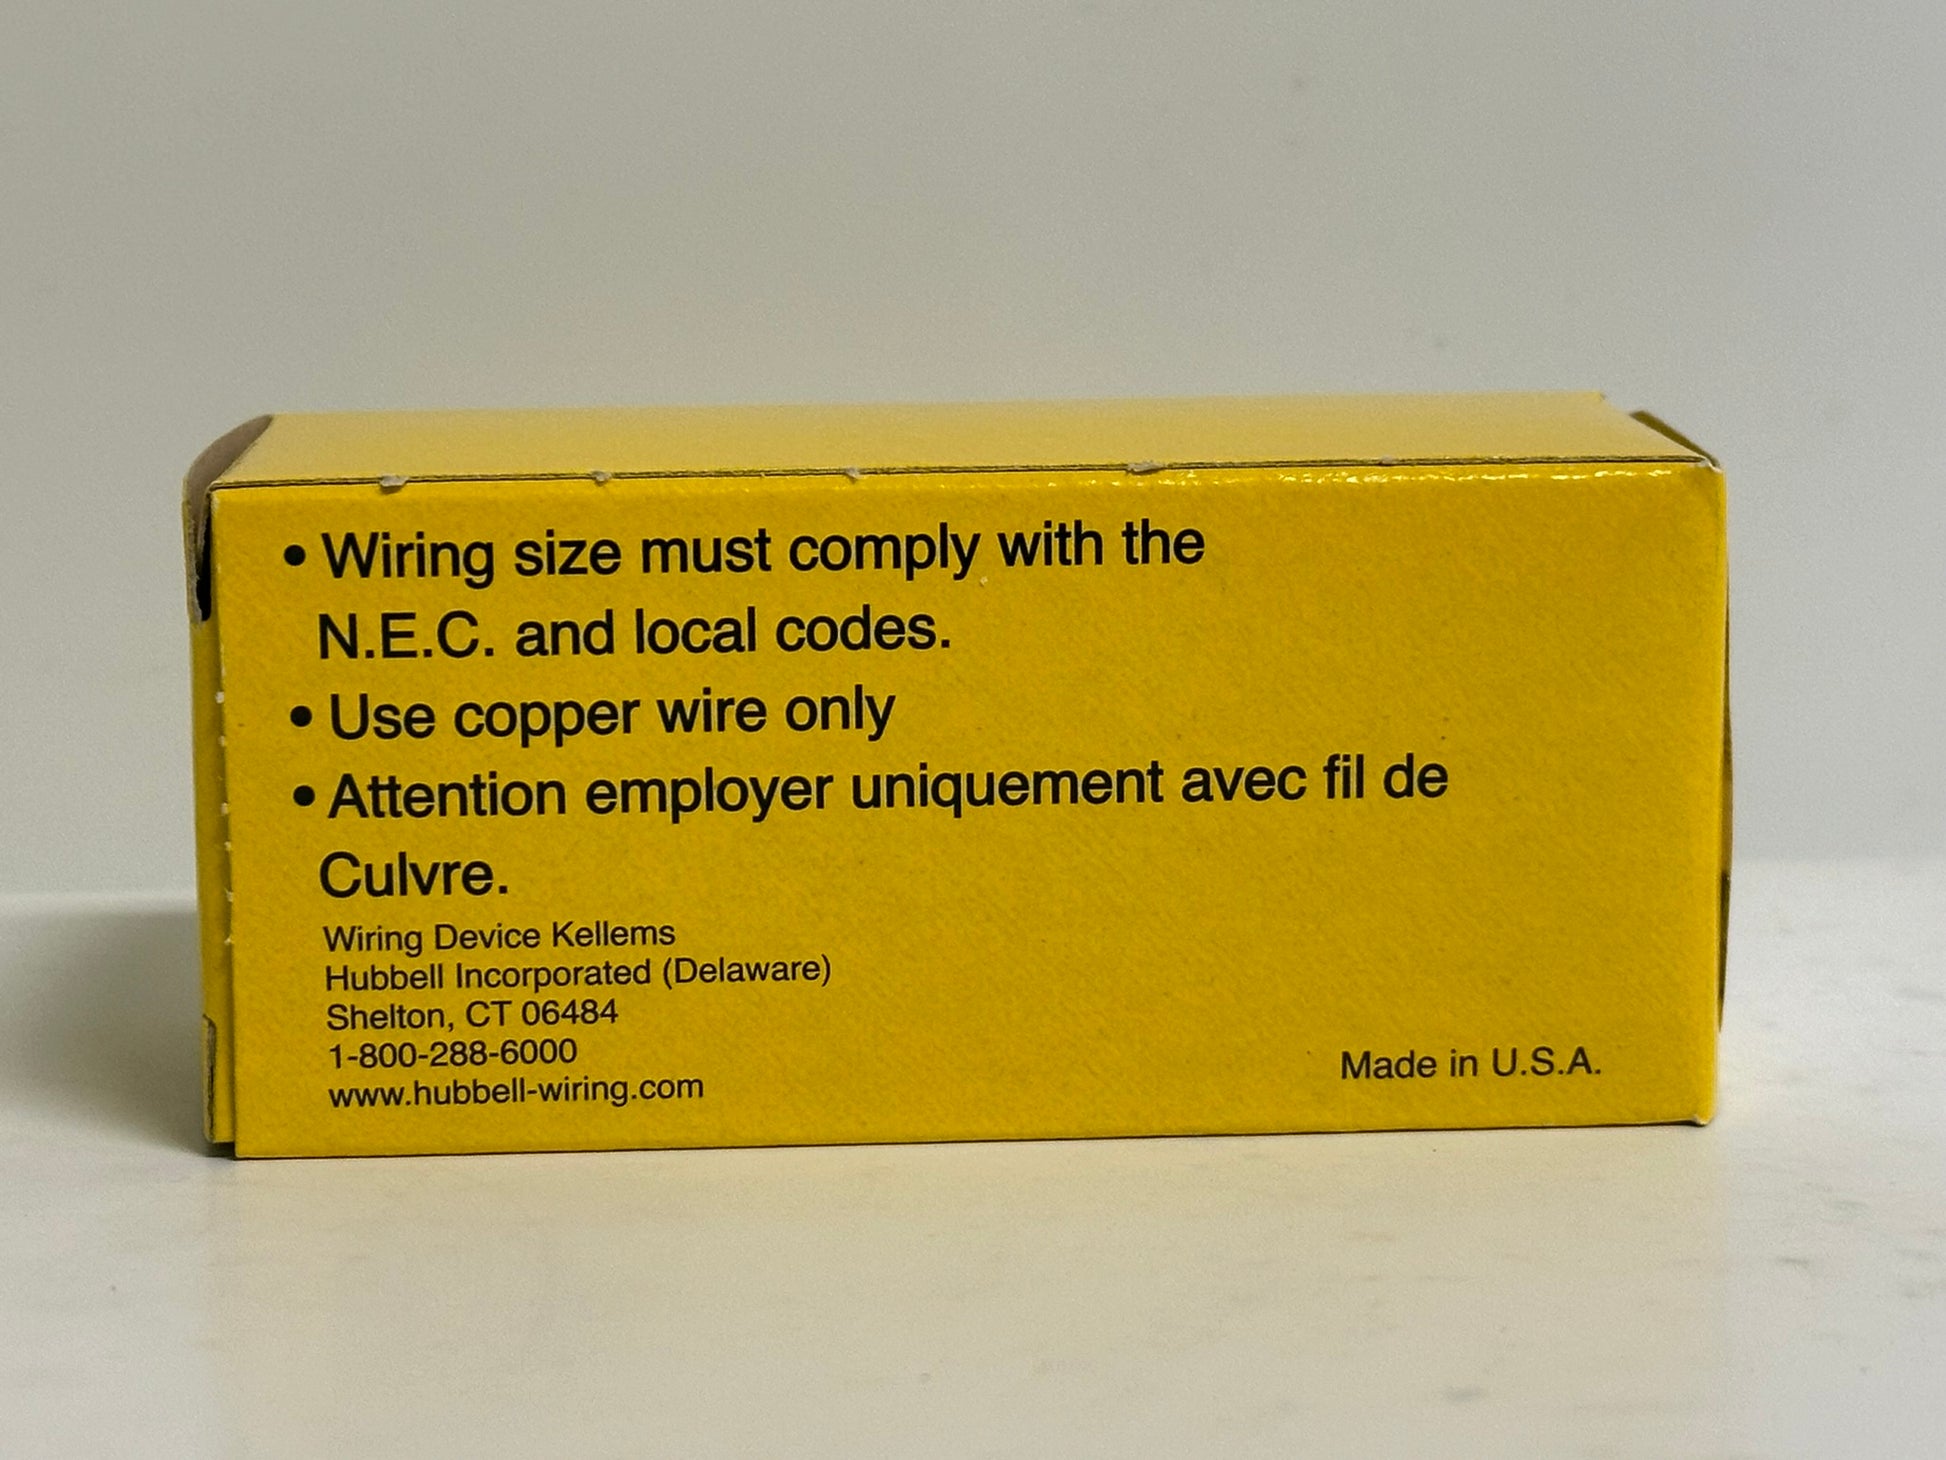 • Wiring size must comply with the
N.E.C. and local codes.
• Use copper wire only
• Attention employer uniquement avec fil de
Culvre.
Wiring Device Kellems
Hubbell Incorporated (Delaware)
Shelton, CT 06484
1-800-288-6000
www.hubbell-wiring.com
Made in U.S.A.